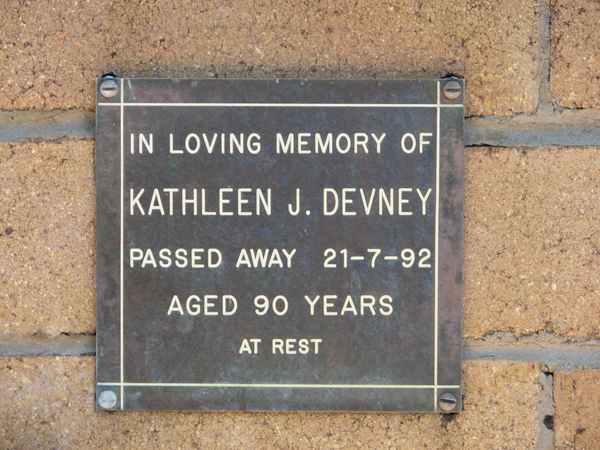 IN LOVING MEMORY OF
KATHLEEN J. DEVNEY
PASSED AWAY 21-7-92
AGED 90 YEARS
AT REST